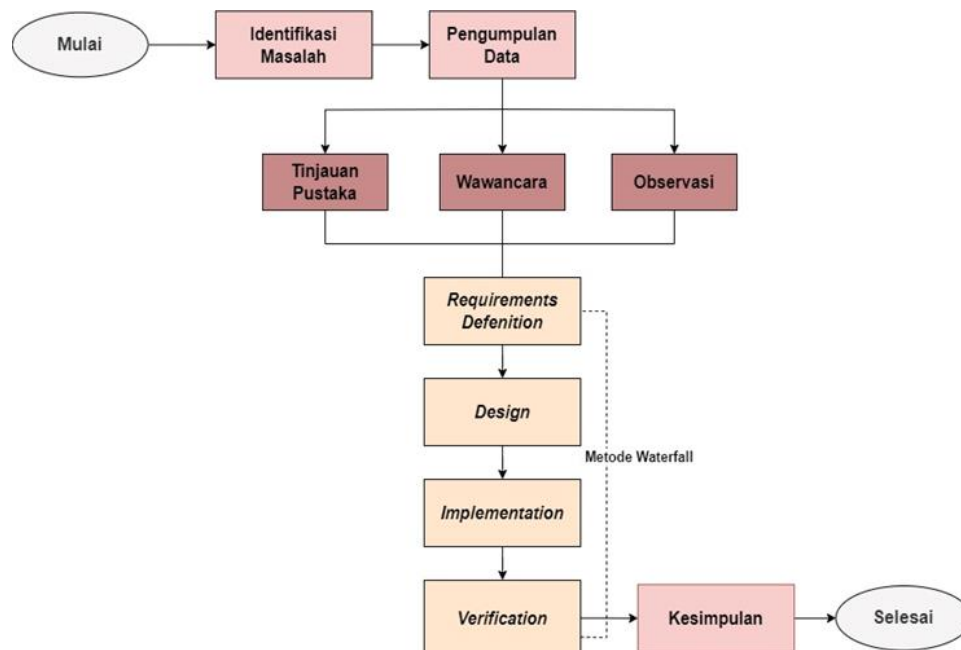 Mulai
Identifikasi
Masalah
Pengumpulan
Data
Tinjauan
Pustaka
Wawancara
Observasi
Requirements
Defenition
Design
Metode Waterfall
Implementation
Verification
Kesimpulan
Selesai